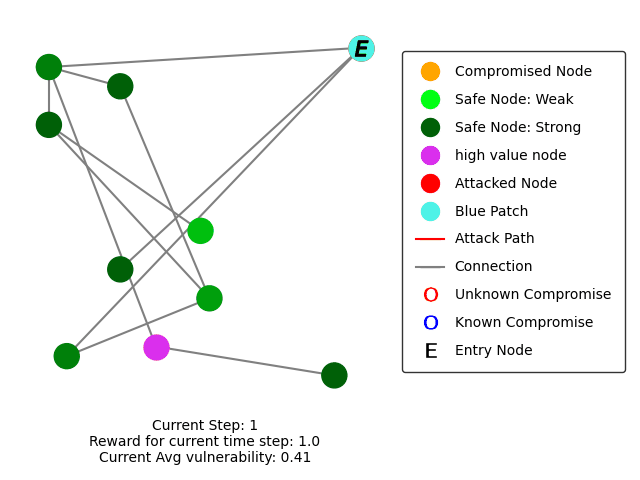 E
Compromised Node
Safe Node: Weak
Safe Node: Strong
high value node
Attacked Node
Blue Patch
Attack Path
Connection
O Unknown Compromise
O Known Compromise
E Entry Node
Current Step: 1
Reward for current time step: 1.0
Current Avg vulnerability: 0.41